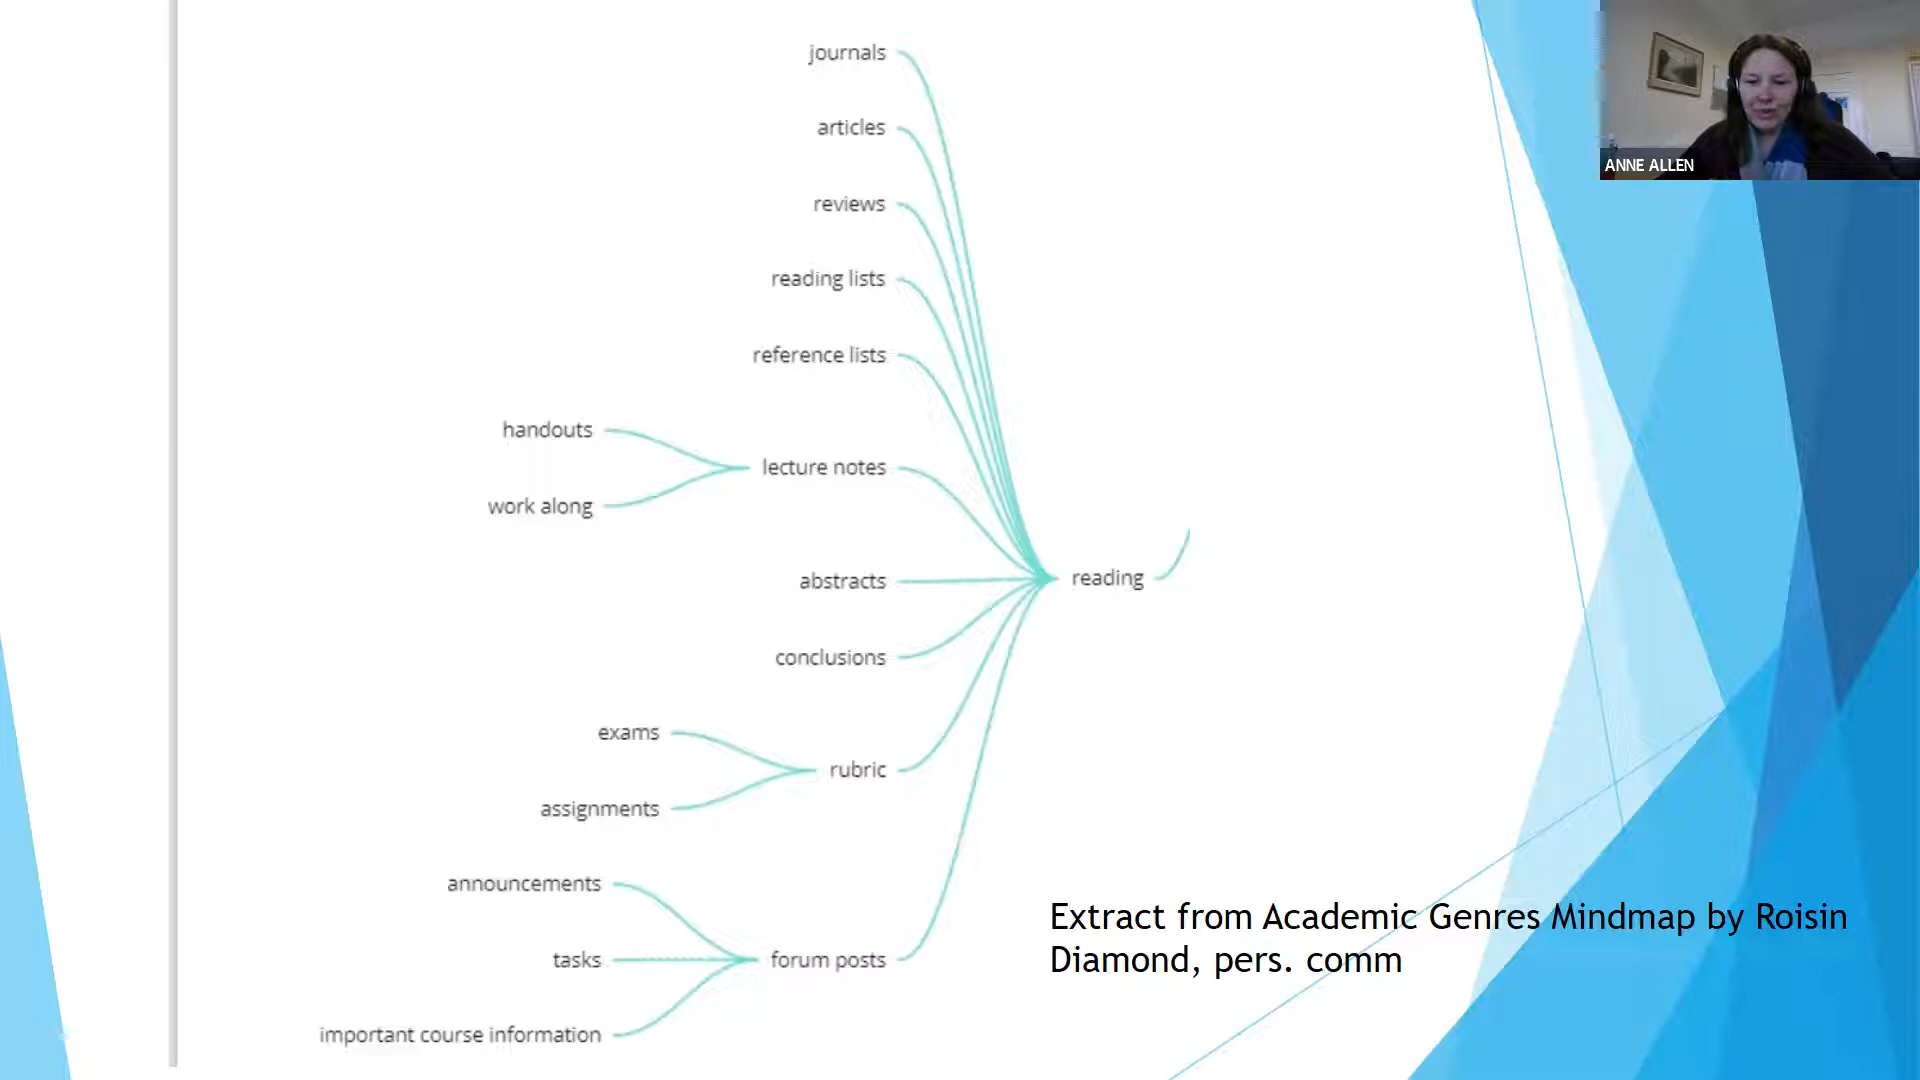 journals
articles
reviews
reading lists
reference lists
handouts
lecture notes
work along
abstracts
reading
conclusions
exams
rubric
assignments
announcements
tasks
forum posts
important course information
Extract from Academic Genres Mindmap by Roisin
Diamond, pers. comm
ANNE ALLEN